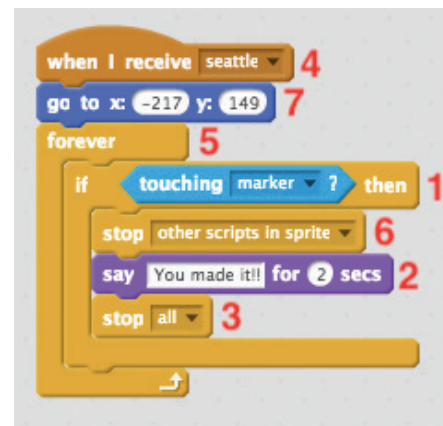 when I receive seattle 4
go to x: -217 y: 149 7
forever 5
if touching marker ? then 1
stop other scripts in sprite 6
say You made it!! for 2 secs 2
stop all 3